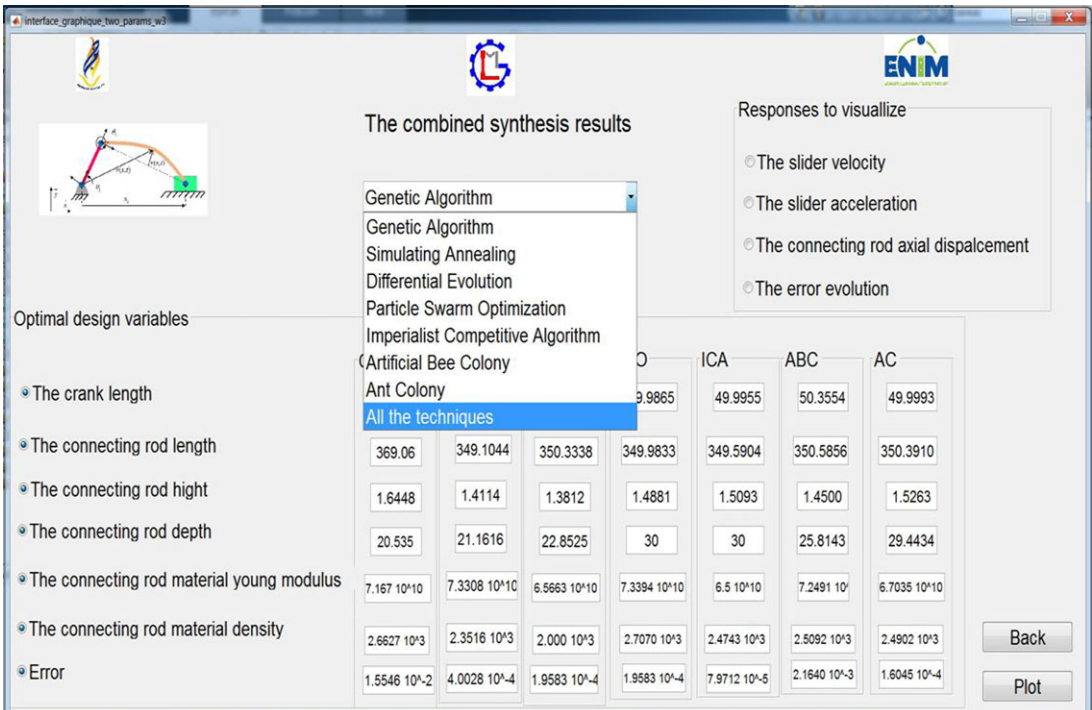 interface_graphique_two_params_w3
ENIM
The combined synthesis results
Responses to visuallize
The slider velocity
The slider acceleration
The connecting rod axial dispalcement
The error evolution
Genetic Algorithm
Genetic Algorithm
Simulating Annealing
Differential Evolution
Particle Swarm Optimization
Imperialist Competitive Algorithm
Artificial Bee Colony
Ant Colony
All the techniques
Optimal design variables
ICA ABC AC
The crank length 9.9865 49.9955 50.3554 49.9993
The connecting rod length 369.06 349.1044 350.3338 349.9833 349.5904 350.5856 350.3910
The connecting rod hight 1.6448 1.4114 1.3812 1.4881 1.5093 1.4500 1.5263
The connecting rod depth 20.535 21.1616 22.8525 30 30 25.8143 29.4434
The connecting rod material young modulus 7.167 10^10 7.3308 10^10 6.5663 10^10 7.3394 10^10 6.5 10^10 7.2491 10^ 6.7035 10^10
The connecting rod material density 2.6627 10^3 2.3516 10^3 2.000 10^3 2.7070 10^3 2.4743 10^3 2.5092 10^3 2.4902 10^3
Error 1.5546 10^-2 4.0028 10^-4 1.9583 10^-4 1.9583 10^-4 7.9712 10^-5 2.1640 10^-3 1.6045 10^-4
Back
Plot